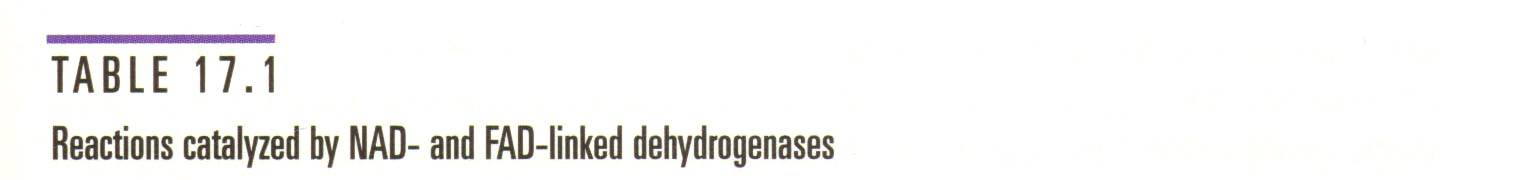 TABLE 17.1
Reactions catalyzed by NAD- and FAD-linked dehydrogenases